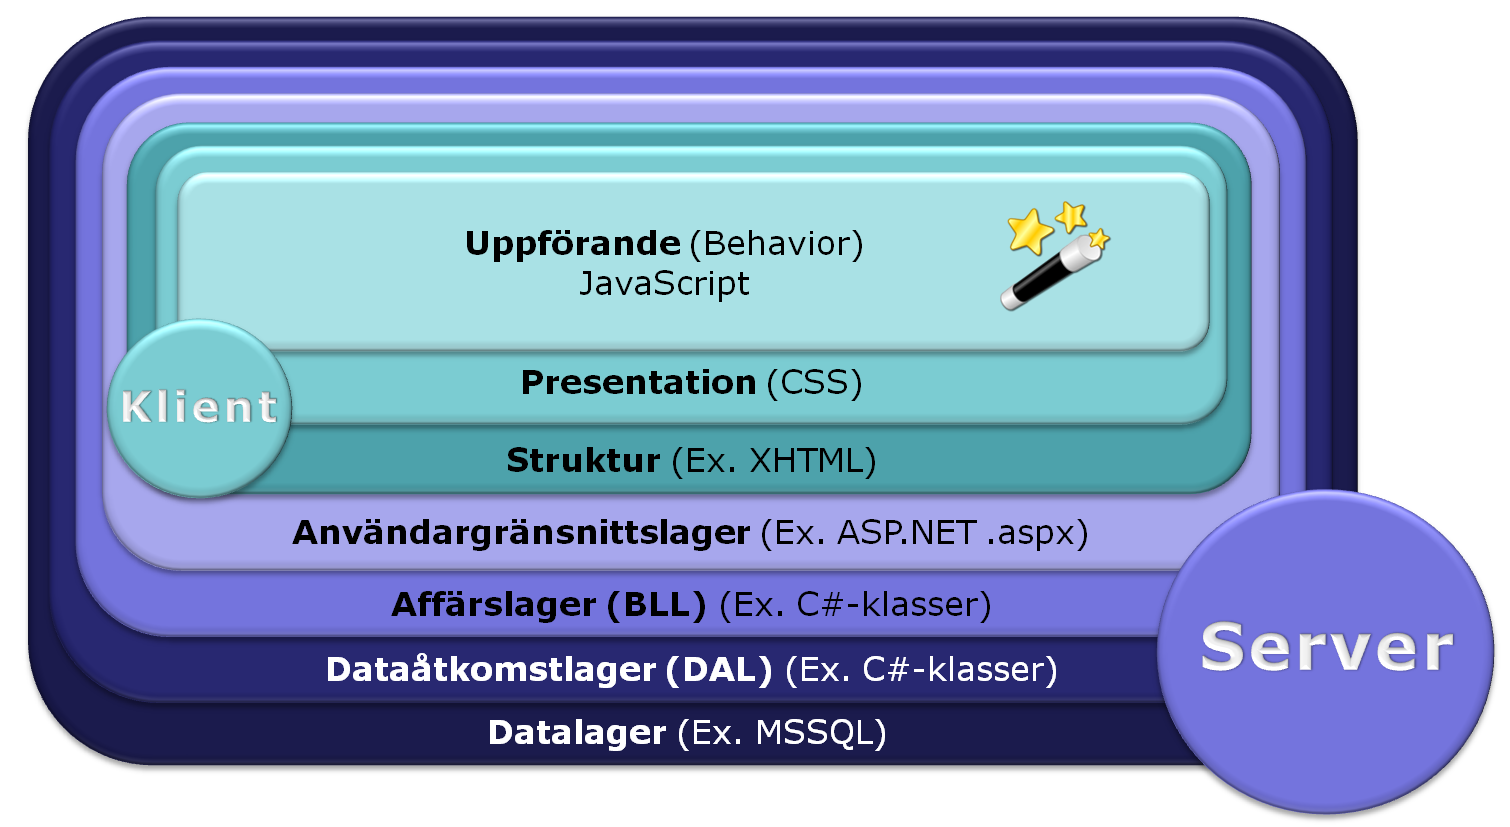 Uppförande (Behavior)
JavaScript
Presentation (CSS)
Klient
Struktur (Ex. XHTML)
Användargränsnittslager (Ex. ASP.NET .aspx)
Affärslager (BLL) (Ex. C#-klasser)
Server
Dataåtkomstlager (DAL) (Ex. C#-klasser)
Datalager (Ex. MSSQL)